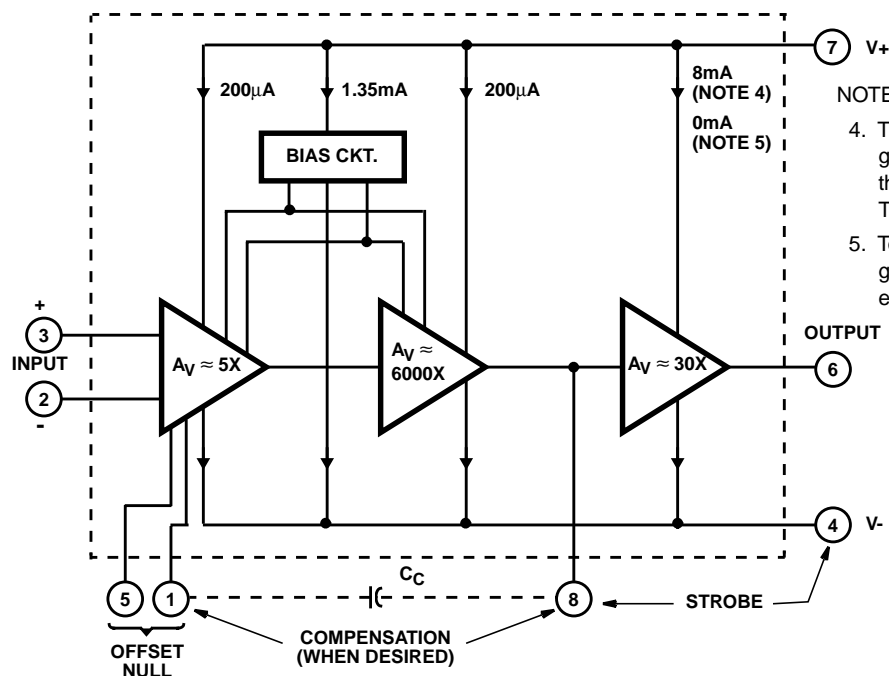 200μA
1.35mA
200μA
8mA
(NOTE 4)
0mA
(NOTE 5)
7 V+
BIAS CKT.
NOTE
4. T
g
th
T
5. To
g
e
+
3
INPUT
2
-
AV ≈ 5X
AV ≈
6000X
AV ≈ 30X
OUTPUT
6
4 V-
5
1
CC
8
STROBE
OFFSET
NULL
COMPENSATION
(WHEN DESIRED)